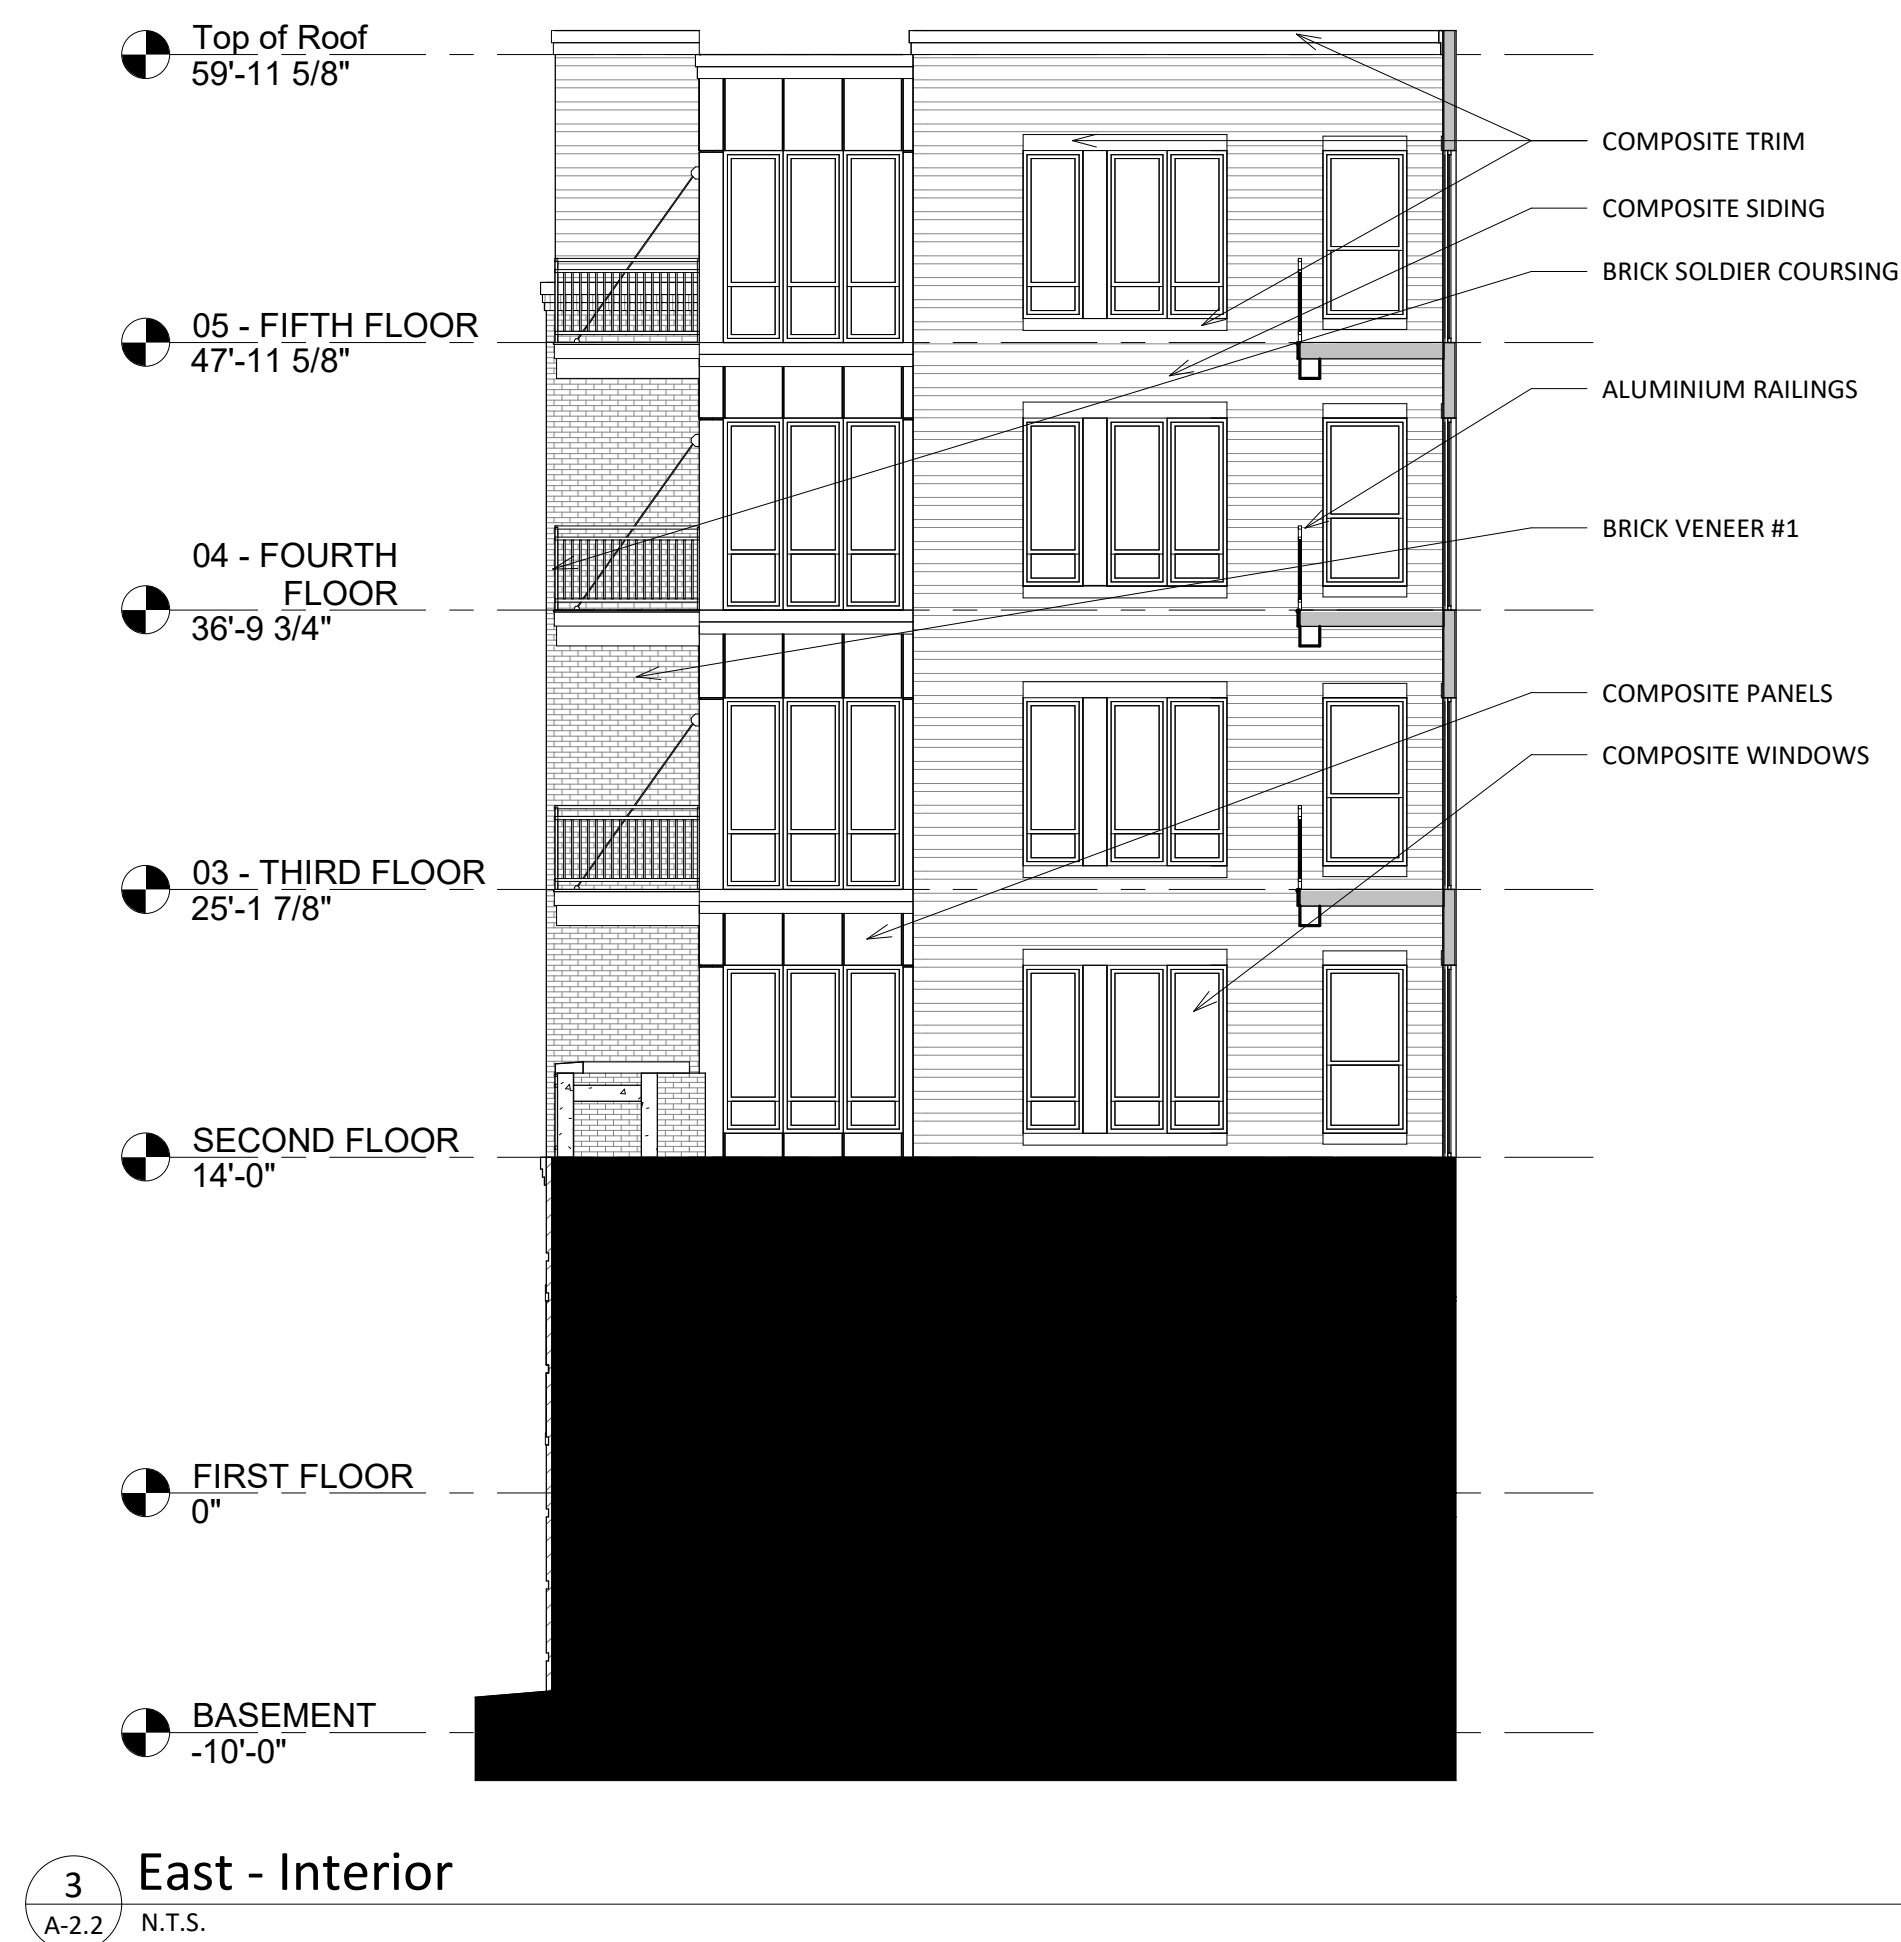 Top of Roof
59'-11 5/8"
COMPOSITE TRIM
COMPOSITE SIDING
BRICK SOLDIER COURSING
05 - FIFTH FLOOR
47'-11 5/8"
ALUMINIUM RAILINGS
BRICK VENEER #1
04 - FOURTH
FLOOR
36'-9 3/4"
COMPOSITE PANELS
COMPOSITE WINDOWS
03 - THIRD FLOOR
25'-1 7/8"
SECOND FLOOR
14'-0"
FIRST FLOOR
0"
BASEMENT
-10'-0"
3
A-2.2
East - Interior
N.T.S.